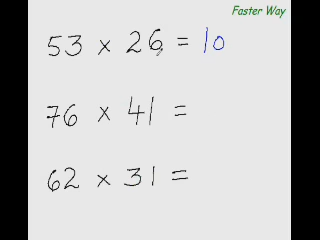 Faster Way
53 × 26 = 10
76 × 41 =
62 × 31 =